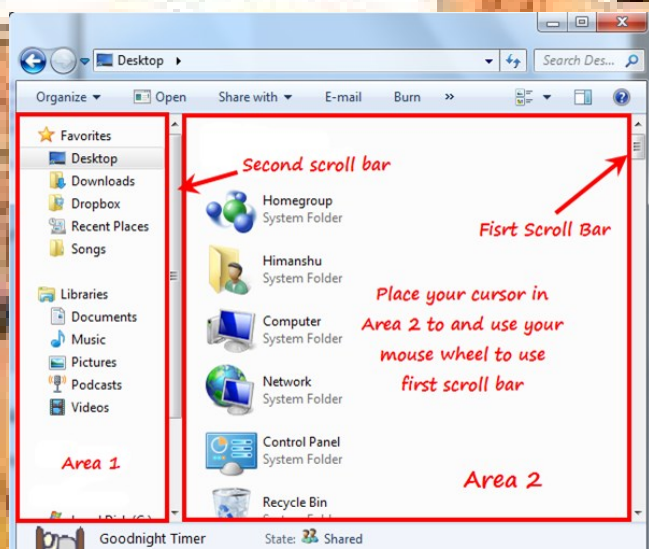 Desktop
Search Des...
Organize
Open
Share with
E-mail
Burn
»
Favorites
Desktop
Downloads
Dropbox
Recent Places
Songs
Libraries
Documents
Music
Pictures
Podcasts
Videos
Area 1
Second scroll bar
Fisrt Scroll Bar
Homegroup
System Folder
Himanshu
System Folder
Computer
System Folder
Network
System Folder
Control Panel
System Folder
Recycle Bin
Place your cursor in
Area 2 to and use your
mouse wheel to use
first scroll bar
Area 2
Goodnight Timer
State: Shared